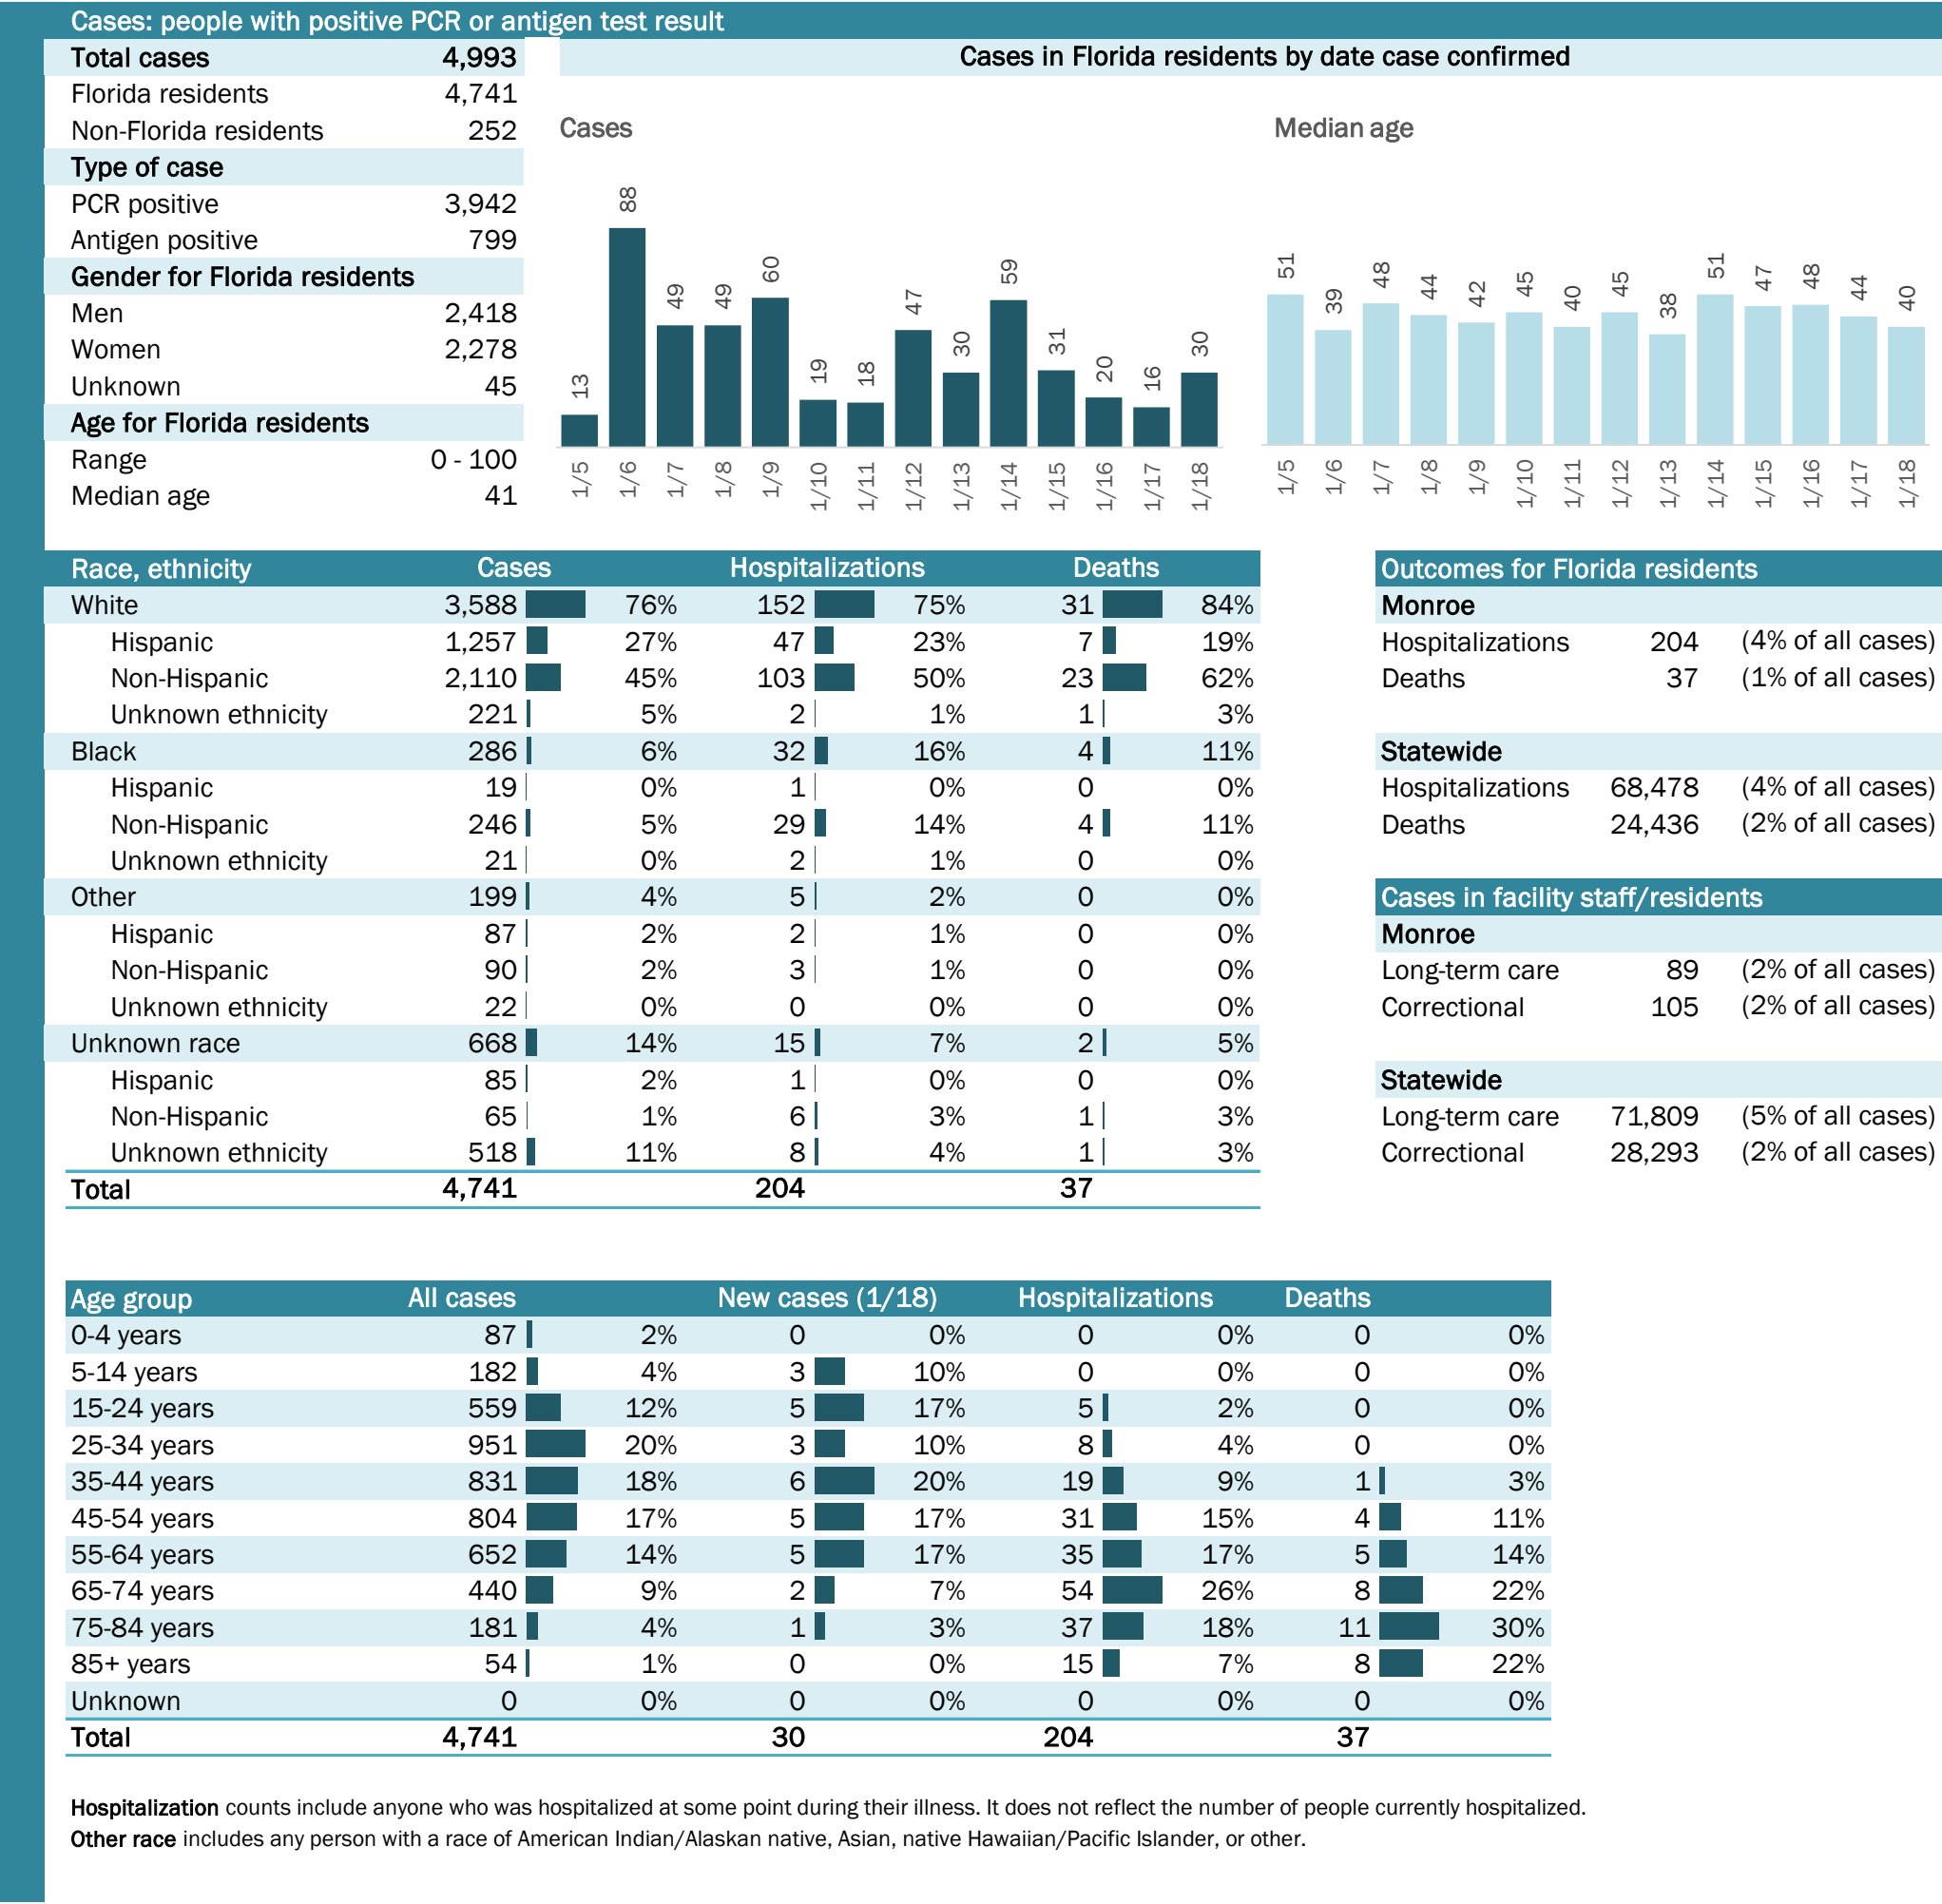 Cases: people with positive PCR or antigen test result
Total cases 4,993
Florida residents 4,741
Non-Florida residents 252
Type of case
PCR positive 3,942
Antigen positive 799
Gender for Florida residents
Men 2,418
Women 2,278
Unknown 45
Age for Florida residents
Range 0 - 100
Median age 41
Cases in Florida residents by date case confirmed
Cases
13 88 49 49 60 19 18 47 30 59 31 20 16 30
1/5 1/6 1/7 1/8 1/9 1/10 1/11 1/12 1/13 1/14 1/15 1/16 1/17 1/18
Median age
51 39 48 44 42 45 40 45 38 51 47 48 44 40
1/5 1/6 1/7 1/8 1/9 1/10 1/11 1/12 1/13 1/14 1/15 1/16 1/17 1/18
Race, ethnicity Cases Hospitalizations Deaths
White 3,588 76% 152 75% 31 84%
Hispanic 1,257 27% 47 23% 7 19%
Non-Hispanic 2,110 45% 103 50% 23 62%
Unknown ethnicity 221 5% 2 1% 1 3%
Black 286 6% 32 16% 4 11%
Hispanic 19 0% 1 0% 0 0%
Non-Hispanic 246 5% 29 14% 4 11%
Unknown ethnicity 21 0% 2 1% 0 0%
Other 199 4% 5 2% 0 0%
Hispanic 87 2% 2 1% 0 0%
Non-Hispanic 90 2% 3 1% 0 0%
Unknown ethnicity 22 0% 0 0% 0 0%
Unknown race 668 14% 15 7% 2 5%
Hispanic 85 2% 1 0% 0 0%
Non-Hispanic 65 1% 6 3% 1 3%
Unknown ethnicity 518 11% 8 4% 1 3%
Total 4,741 204 37
Outcomes for Florida residents
Monroe
Hospitalizations 204 (4% of all cases)
Deaths 37 (1% of all cases)
Statewide
Hospitalizations 68,478 (4% of all cases)
Deaths 24,436 (2% of all cases)
Cases in facility staff/residents
Monroe
Long-term care 89 (2% of all cases)
Correctional 105 (2% of all cases)
Statewide
Long-term care 71,809 (5% of all cases)
Correctional 28,293 (2% of all cases)
Age group All cases New cases (1/18) Hospitalizations Deaths
0-4 years 87 2% 0 0% 0 0% 0 0%
5-14 years 182 4% 3 10% 0 0% 0 0%
15-24 years 559 12% 5 17% 5 2% 0 0%
25-34 years 951 20% 3 10% 8 4% 0 0%
35-44 years 831 18% 6 20% 19 9% 1 3%
45-54 years 804 17% 5 17% 31 15% 4 11%
55-64 years 652 14% 5 17% 35 17% 5 14%
65-74 years 440 9% 2 7% 54 26% 8 22%
75-84 years 181 4% 1 3% 37 18% 11 30%
85+ years 54 1% 0 0% 15 7% 8 22%
Unknown 0 0% 0 0% 0 0% 0 0%
Total 4,741 30 204 37
Hospitalization counts include anyone who was hospitalized at some point during their illness. It does not reflect the number of people currently hospitalized.
Other race includes any person with a race of American Indian/Alaskan native, Asian, native Hawaiian/Pacific Islander, or other.